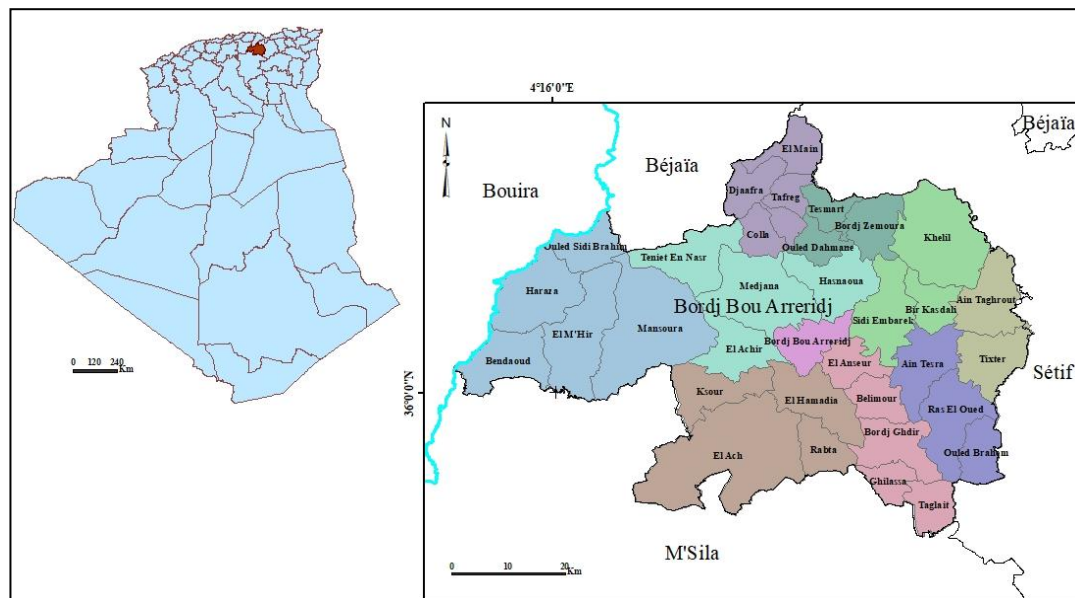 4°16'0"E
N
Béjaïa
Béjaïa
Bouira
El Main
Djaafra
Tafreg
Tesmart
Bordj Zemoura
Khelil
Colla
Ouled Dahmane
Ouled Sidi Brahim
Teniet En Nasr
Medjana
Hasnaoua
Harara
Ain Taghrout
Bordj Bou Arreridj
Bir Kasdali
Sidi Embarek
El M'Hir
Mansoura
El Achir
Bordj Bou Arreridj
Bendaoud
El Anseur
Ain Tesra
Tixter
Sétif
36°0'0"N
Ksour
El Hamadia
Belimour
Ras El Oued
Bordj Ghdir
El Ach
Rabta
Ouled Braham
Ghilassa
Taglait
M'Sila
0 120 240
Km
0 10 20
Km